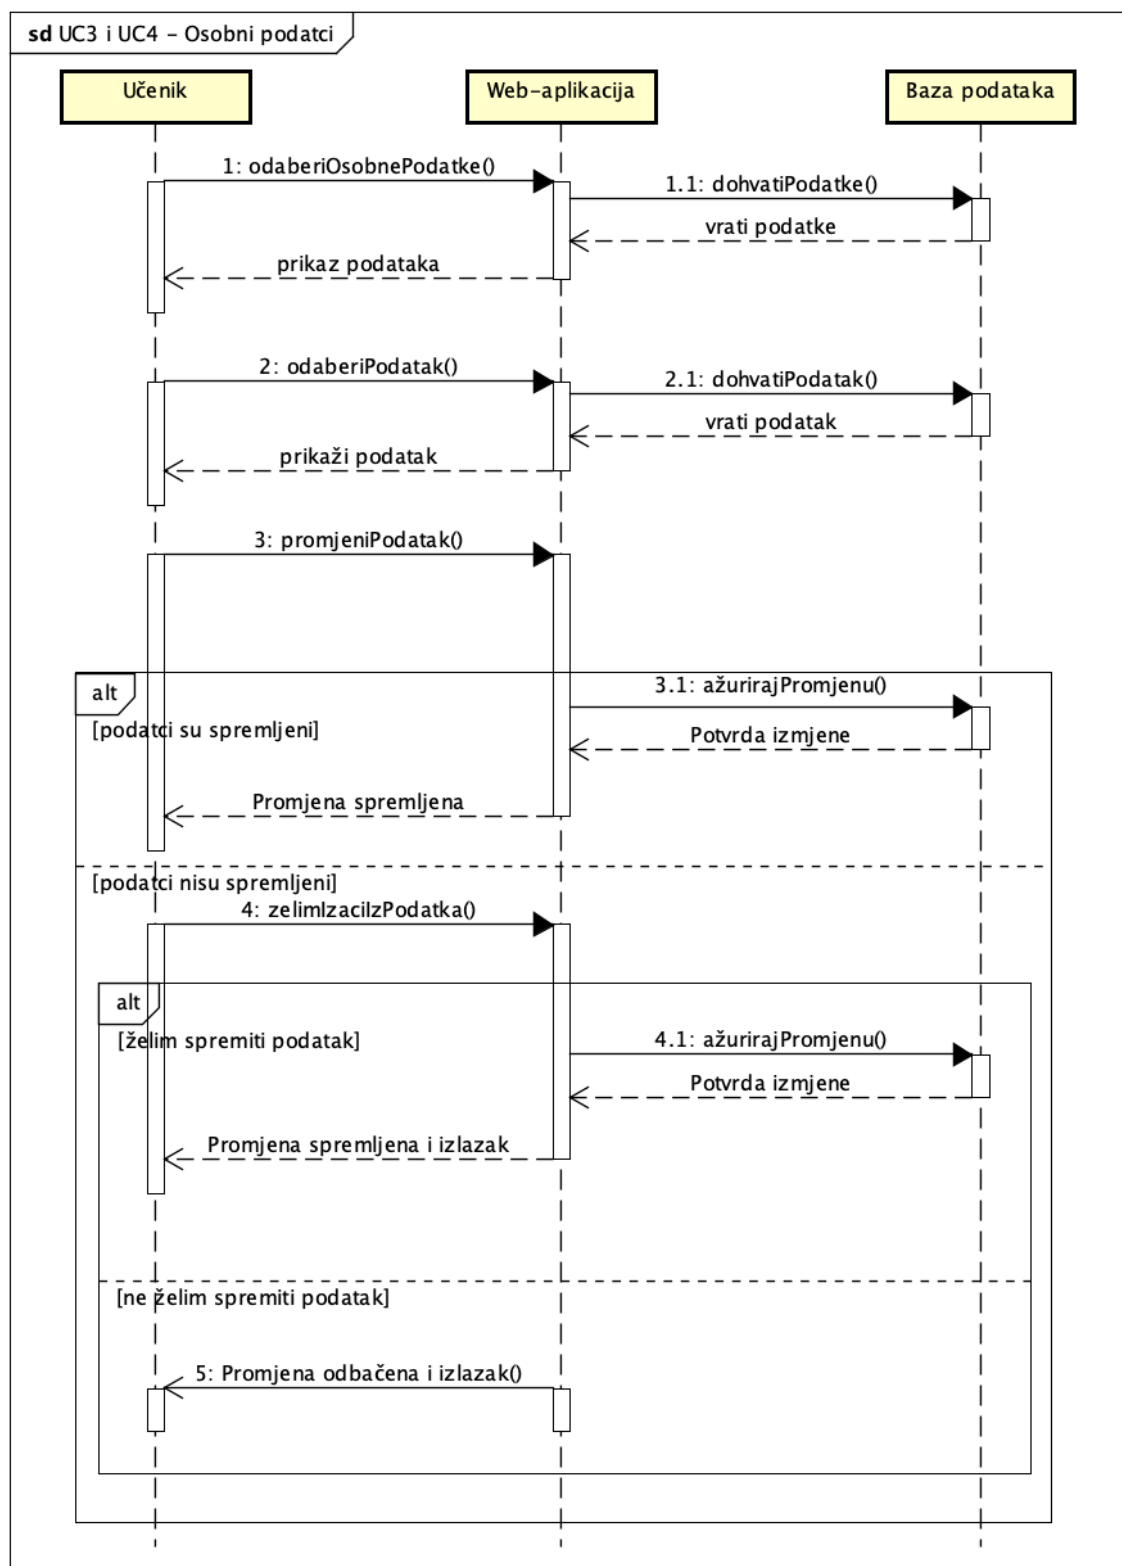 sd UC3 i UC4 – Osobni podatci
Učenik
Web-aplikacija
Baza podataka
1: odaberiOsobnePodatke()
1.1: dohvatiPodatke()
vrati podatke
prikaz podataka
2: odaberiPodatak()
2.1: dohvatiPodatak()
vrati podatak
prikaži podatak
3: promjeniPodatak()
alt
3.1: ažurirajPromjenu()
[podatci su spremljeni]
Potvrda izmjene
Promjena spremljena
[podatci nisu spremljeni]
4: zelimIzaciIzPodatka()
alt
[želim spremiti podatak]
4.1: ažurirajPromjenu()
Potvrda izmjene
Promjena spremljena i izlazak
[ne želim spremiti podatak]
5: Promjena odbačena i izlazak()